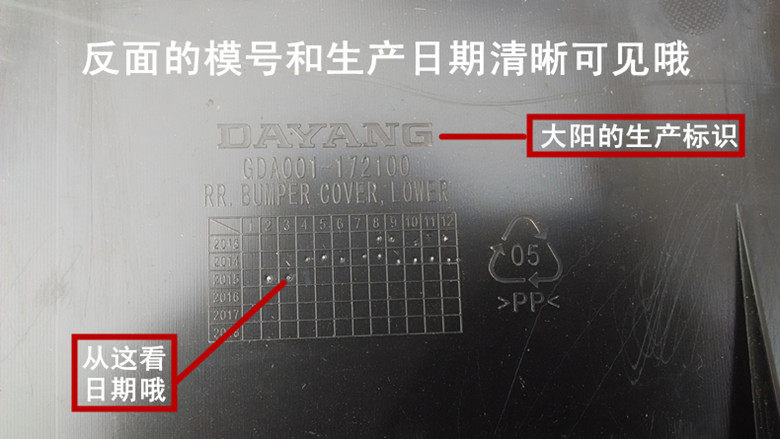 反面的模号和生产日期清晰可见哦
DAYANG
大阳的生产标识
GDA001-172100
RR. BUMPER COVER, LOWER
1 2 3 4 5 6 7 8 9 10 11 12
2013
2014
2015
2016
2017
2018
05
>PP<
从这看
日期哦